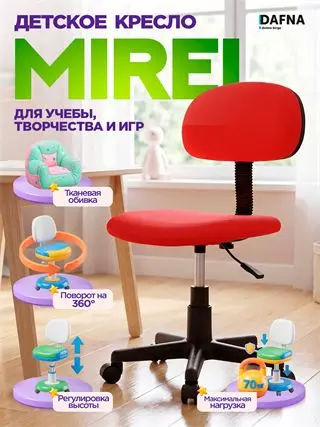 ДЕТСКОЕ КРЕСЛО
DAFNA
MIREI
ДЛЯ УЧЕБЫ,
ТВОРЧЕСТВА И ИГР
Тканевая
обивка
Поворот на
360°
Регулировка
высоты
70кг
Максимальная
нагрузка